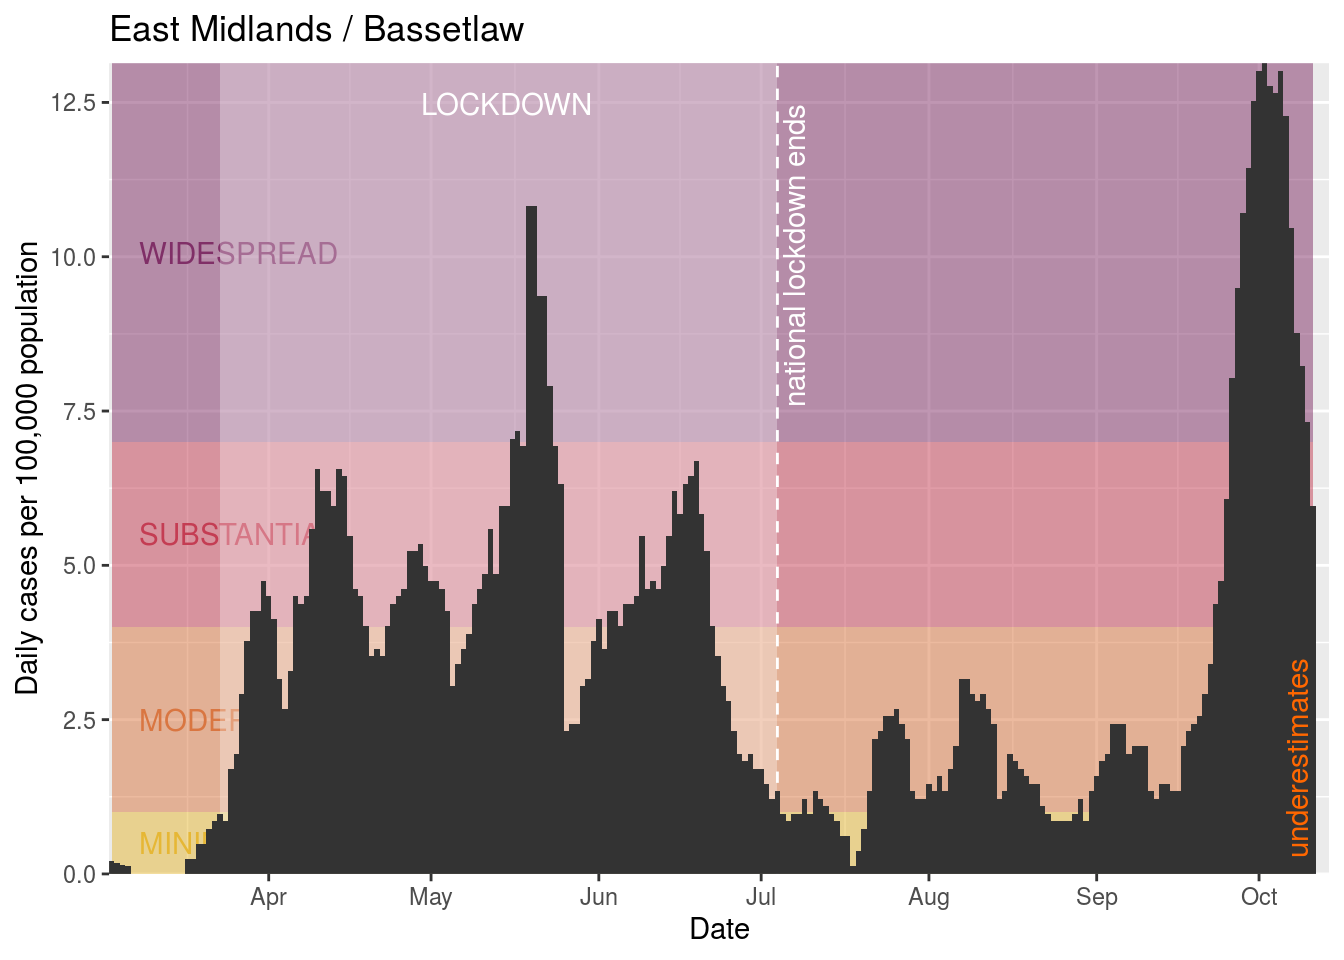 East Midlands / Bassetlaw
Daily cases per 100,000 population
12.5
10.0
7.5
5.0
2.5
0.0
LOCKDOWN
national lockdown ends
WIDESPREAD
SUBSTANTIA
MODER
MINI
underestimates
Apr May Jun Jul Aug Sep Oct
Date